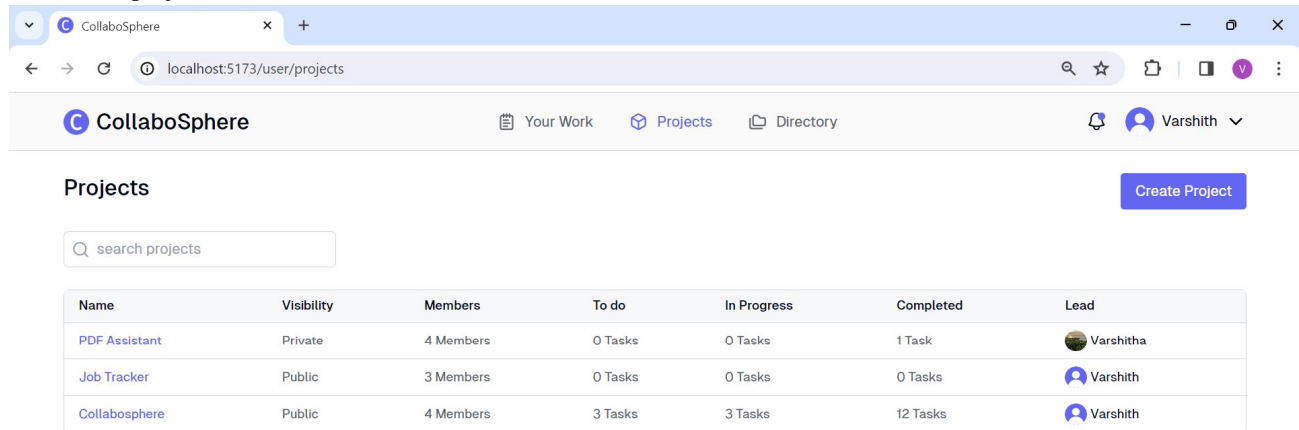 CollaboSphere
localhost:5173/user/projects
V
C CollaboSphere Your Work Projects Directory Varshith
Projects Create Project
search projects
Name Visibility Members To do In Progress Completed Lead
PDF Assistant Private 4 Members 0 Tasks 0 Tasks 1 Task Varshitha
Job Tracker Public 3 Members 0 Tasks 0 Tasks 0 Tasks Varshith
Collabosphere Public 4 Members 3 Tasks 3 Tasks 12 Tasks Varshith